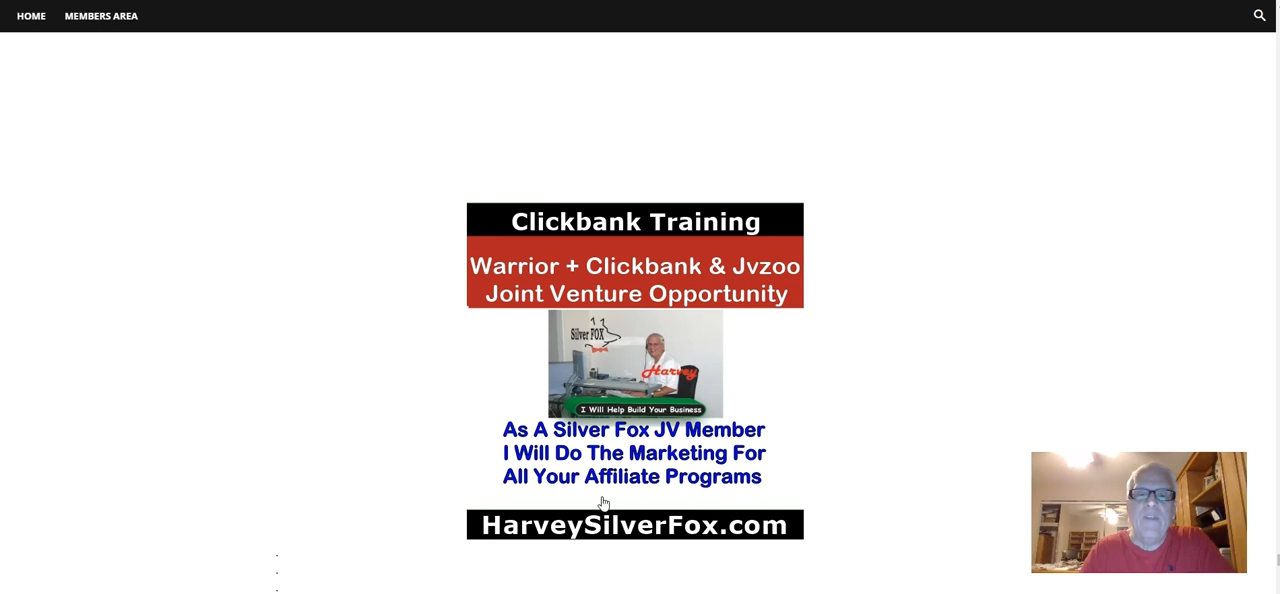 HOME MEMBERS AREA
Clickbank Training
Warrior + Clickbank & Jvzoo
Joint Venture Opportunity
Silver FOX
Harvey
I Will Help Build Your Business
As A Silver Fox JV Member
I Will Do The Marketing For
All Your Affiliate Programs
HarveySilverFox.com
.
.
.